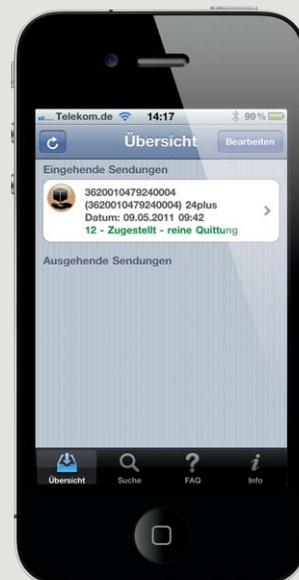 Telekom.de 14:17 99%
Übersicht Bearbeiten
Eingehende Sendungen
3620010479240004
(3620010479240004) 24plus
Datum: 09.05.2011 09:42
12 - Zugestellt - reine Quittung
Ausgehende Sendungen
Übersicht Suche FAQ Info